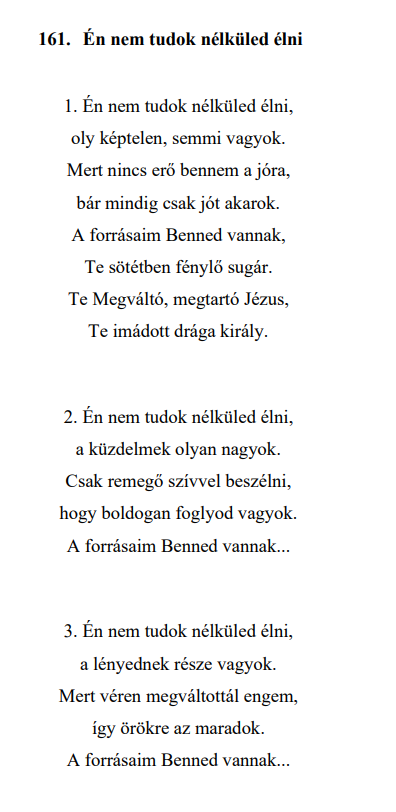 161. Én nem tudok nélküled élni
1. Én nem tudok nélküled élni,
oly képtelen, semmi vagyok.
Mert nincs erő bennem a jóra,
bár mindig csak jót akarok.
A forrásaim Benned vannak,
Te sötétben fénylő sugár.
Te Megváltó, megtartó Jézus,
Te imádott drága király.
2. Én nem tudok nélküled élni,
a küzdelmek olyan nagyok.
Csak remegő szívvel beszélni,
hogy boldogan foglyod vagyok.
A forrásaim Benned vannak...
3. Én nem tudok nélküled élni,
a lényednek része vagyok.
Mert véren megváltottál engem,
így örökre az maradok.
A forrásaim Benned vannak...